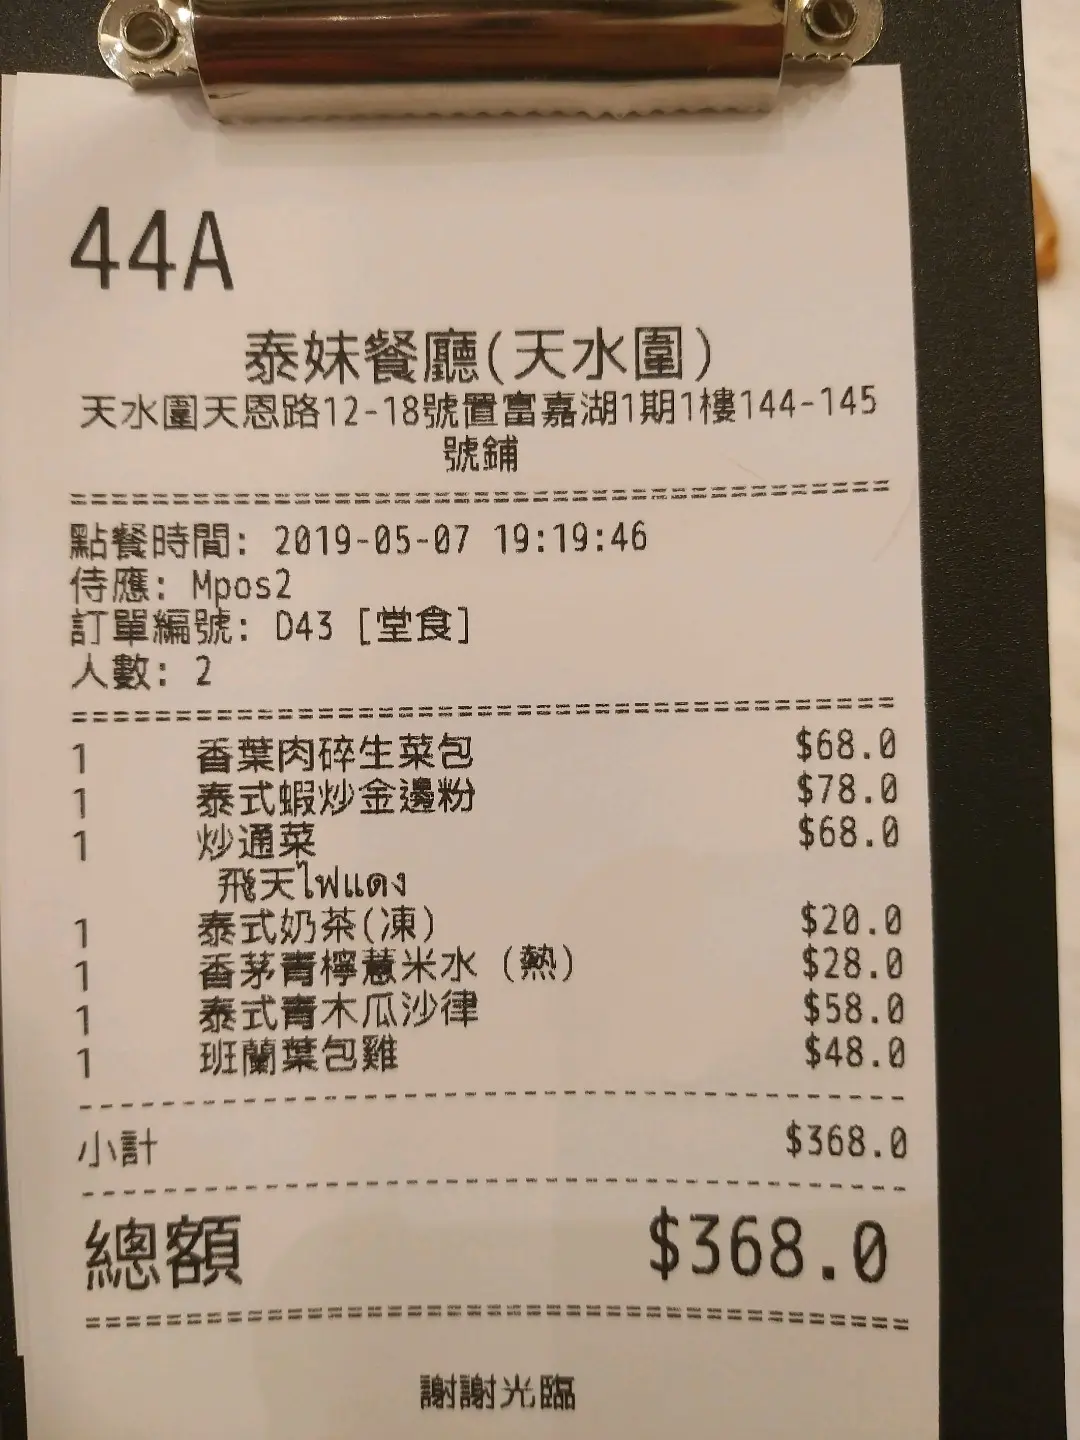 44A
泰妹餐廳(天水圍)
天水圍天恩路12-18號置富嘉湖1期1樓144-145
號鋪
================================================
點餐時間: 2019-05-07 19:19:46
侍應: Mpos2
訂單編號: D43 [堂食]
人數: 2
================================================
1 香葉肉碎生菜包 $68.0
1 泰式蝦炒金邊粉 $78.0
1 炒通菜 $68.0
飛天ไฟแดง
1 泰式奶茶(凍) $20.0
1 香茅青檸薏米水 (熱) $28.0
1 泰式青木瓜沙律 $58.0
1 班蘭葉包雞 $48.0
------------------------------------------------
小計 $368.0
------------------------------------------------
總額 $368.0
================================================
謝謝光臨